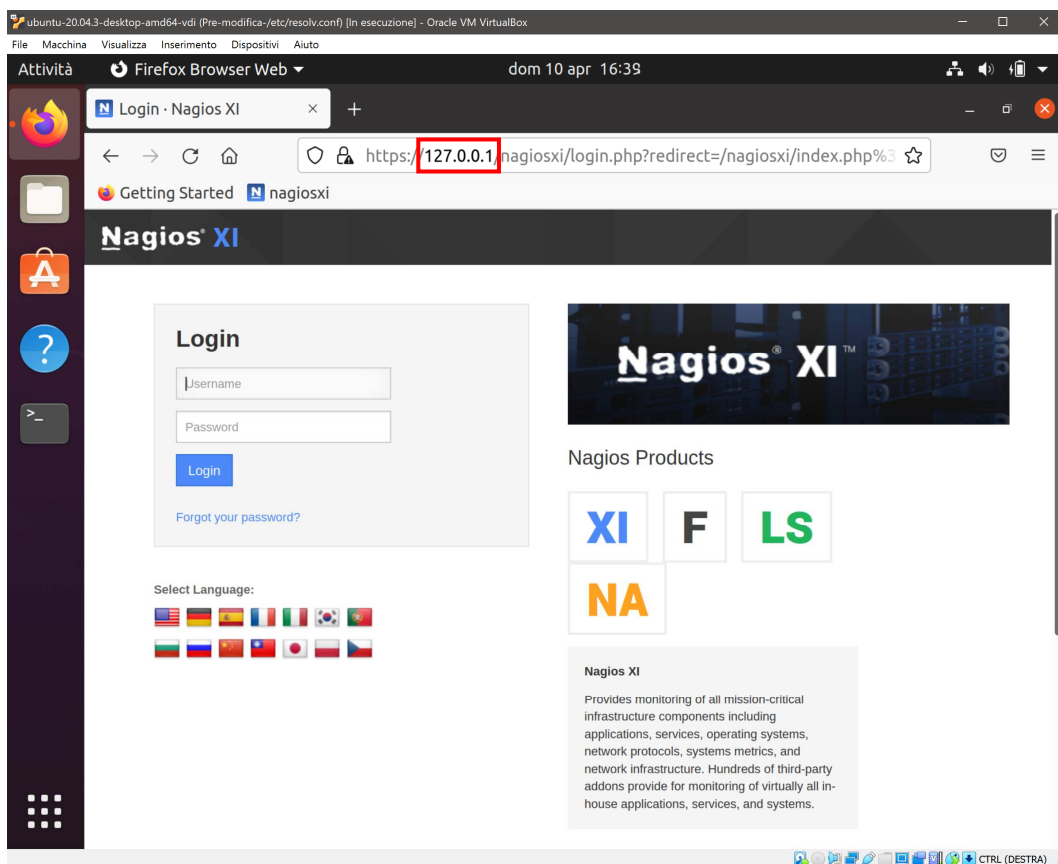 ubuntu-20.04.3-desktop-amd64-vdi (Pre-modifica-/etc/resolv.conf) [In esecuzione] - Oracle VM VirtualBox
File Macchina Visualizza Inserimento Dispositivi Aiuto
Attività Firefox Browser Web dom 10 apr 16:39
N Login · Nagios XI
https://127.0.0.1/nagiosxi/login.php?redirect=/nagiosxi/index.php%3
Getting Started N nagiosxi
Nagios® XI
Login
Username
Password
Login
Forgot your password?
Select Language:
Nagios® XI™
Nagios Products
XI F LS
NA
Nagios XI
Provides monitoring of all mission-critical
infrastructure components including
applications, services, operating systems,
network protocols, systems metrics, and
network infrastructure. Hundreds of third-party
addons provide for monitoring of virtually all in-
house applications, services, and systems.
CTRL (DESTRA)